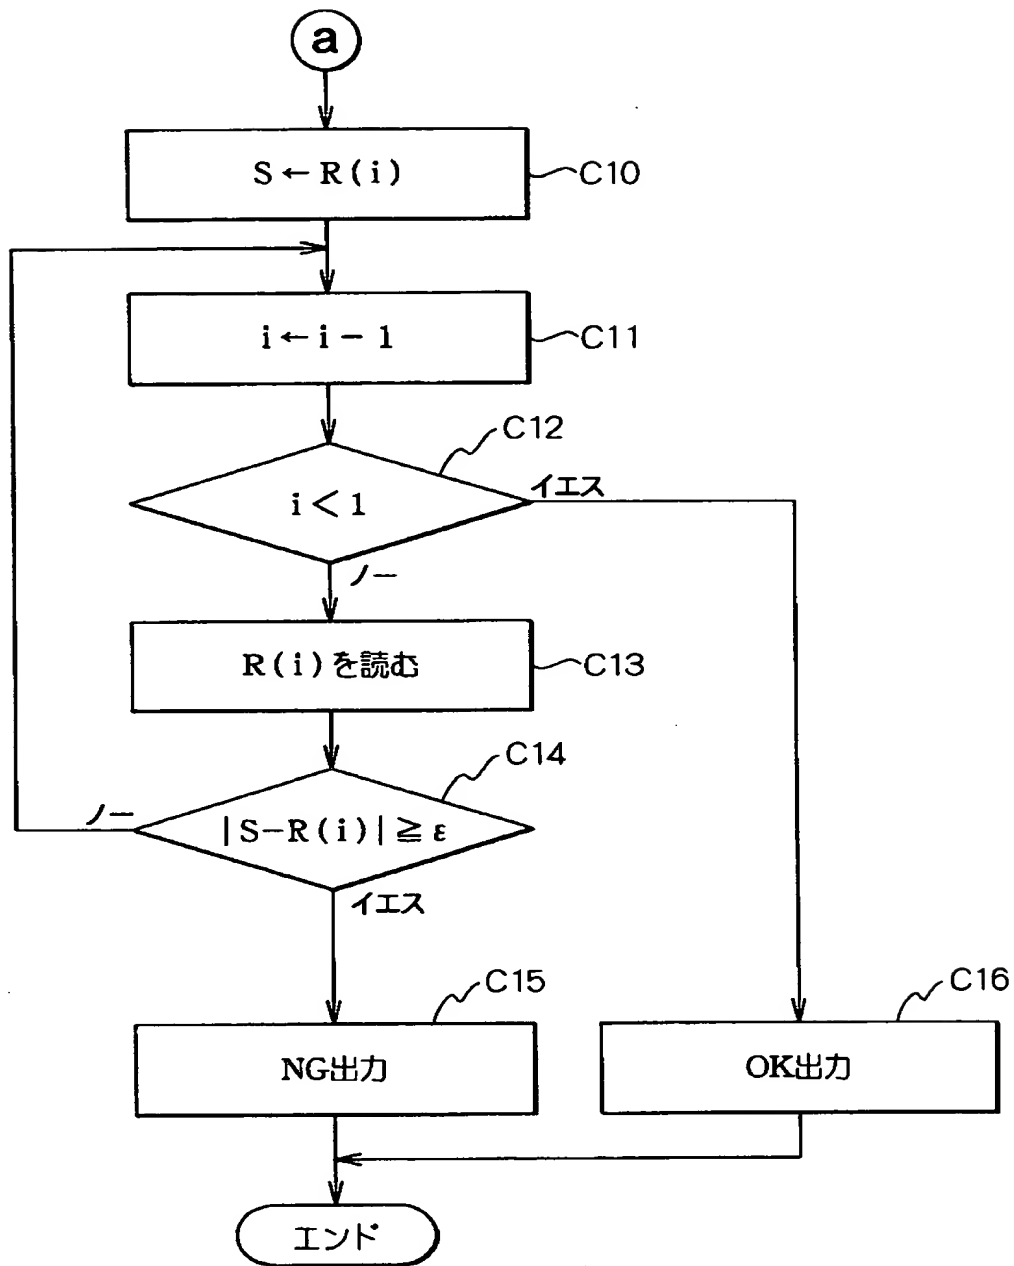 a
S←R(i)
C10
i←i－1
C11
C12
i＜1
イエス
ノー
R(i)を読む
C13
C14
|S－R(i)|≧ε
ノー
イエス
C15
NG出力
C16
OK出力
エンド